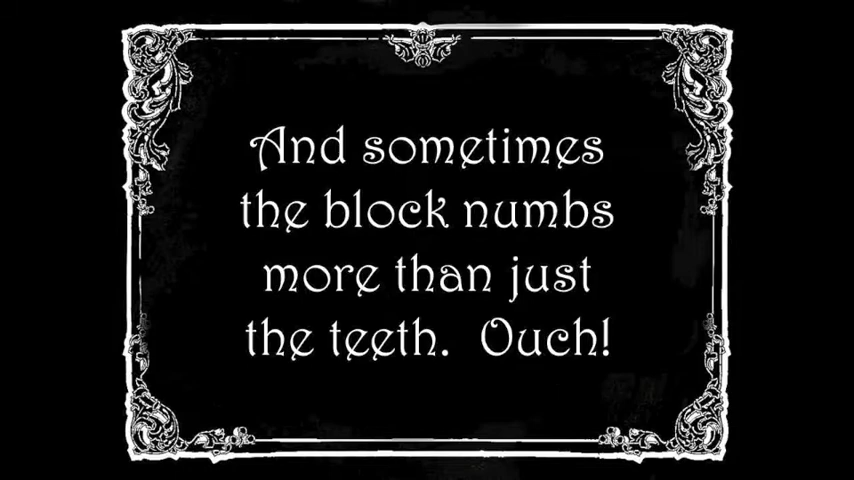 And sometimes
the block numbs
more than just
the teeth.  Ouch!